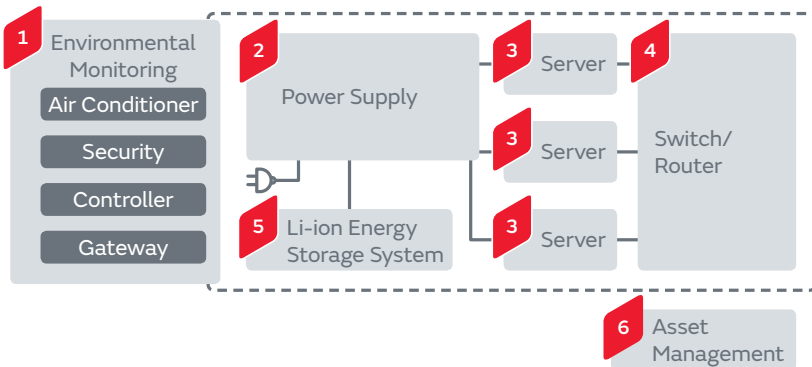 1
Environmental
Monitoring
Air Conditioner
Security
Controller
Gateway
2
Power Supply
3
Server
3
Server
3
Server
4
Switch/
Router
5
Li-ion Energy
Storage System
6
Asset
Management